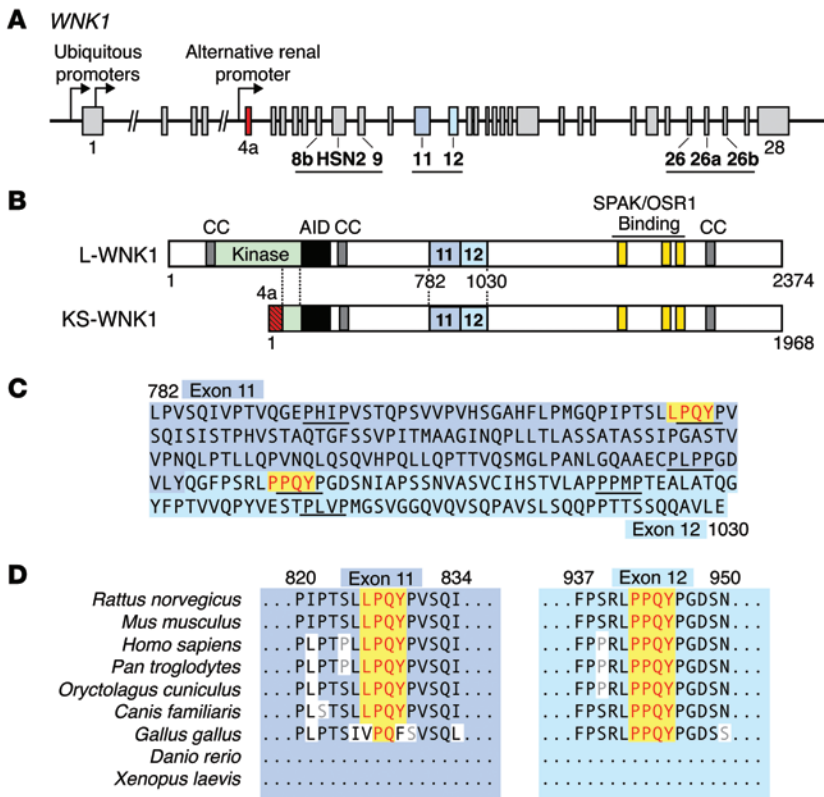 A WNK1
Ubiquitous promoters
Alternative renal promoter
// //
1 4a 8b HSN2 9 11 12 26 26a 26b 28
B
SPAK/OSR1
Binding
CC AID CC CC
L-WNK1 Kinase 11 12
1 782 1030 2374
4a
KS-WNK1 11 12
1 1968
C
782 Exon 11
LPVSQIVPTVQGEPHIPVSTQPSVVPVHSGAHFLPMGQPIPTSLLPQYPV
SQISISTPHVSTAQTGFSSVPITMAAGINQPLLTLASSATASSIPGASTV
VPNQLPTLLQPVNQLQSQVHPQLLQPTTVQSMGLPANLGQAAECPLPPGD
VLYQGFPSRLPPQYPGDSNIAPSSNVASVCIHSTVLAPPPMPTEALATQG
YFPTVVQPYVESTPLVPMGSVGGQVQVSQPAVSLSQQPPTTSSQQAVLE
Exon 12 1030
D
820 Exon 11 834 937 Exon 12 950
Rattus norvegicus ...PIPTSLLPQYPVSQI... ...FPSRLPPQYPGDSN...
Mus musculus ...PIPTSLLPQYPVSQI... ...FPSRLPPQYPGDSN...
Homo sapiens ...PLPTPLLPQYPVSQI... ...FPPRLPPQYPGDSN...
Pan troglodytes ...PLPTPLLPQYPVSQI... ...FPPRLPPQYPGDSN...
Oryctolagus cuniculus ...PLPTSLLPQYPVSQI... ...FPPRLPPQYPGDSN...
Canis familiaris ...PLSTSLLPQYPVSQI... ...FPSRLPPQYPGDSN...
Gallus gallus ...PLPTSIVPQFSVSQL... ...FPSRLPPQYPGDSS...
Danio rerio ..................... ....................
Xenopus laevis ..................... ....................